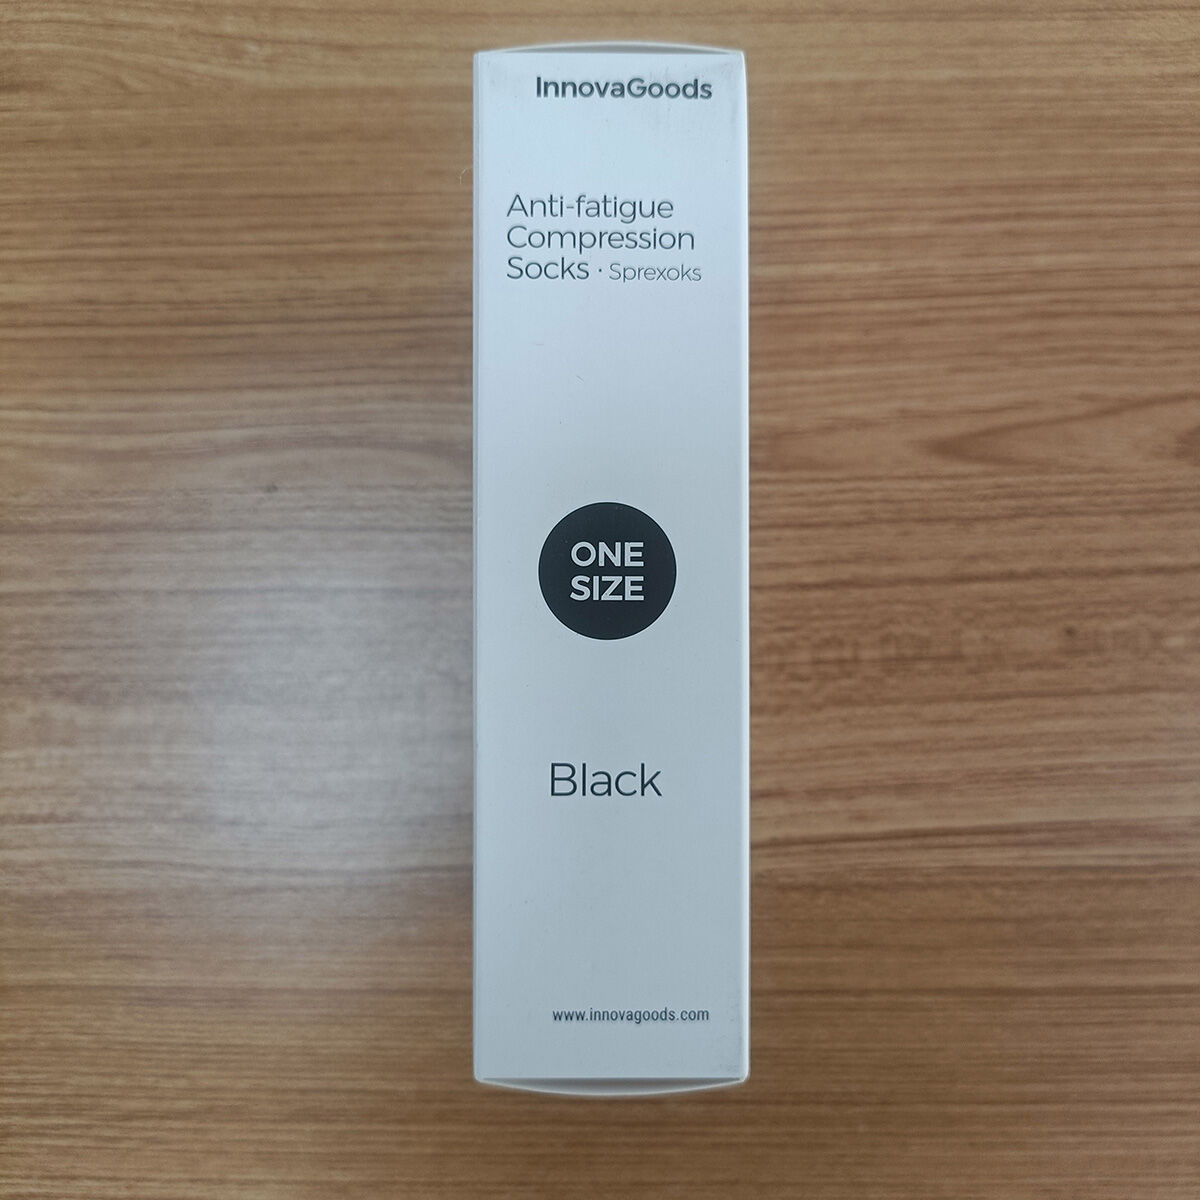 InnovaGoods
Anti-fatigue
Compression
Socks · Sprexoks
ONE
SIZE
Black
www.innovagoods.com